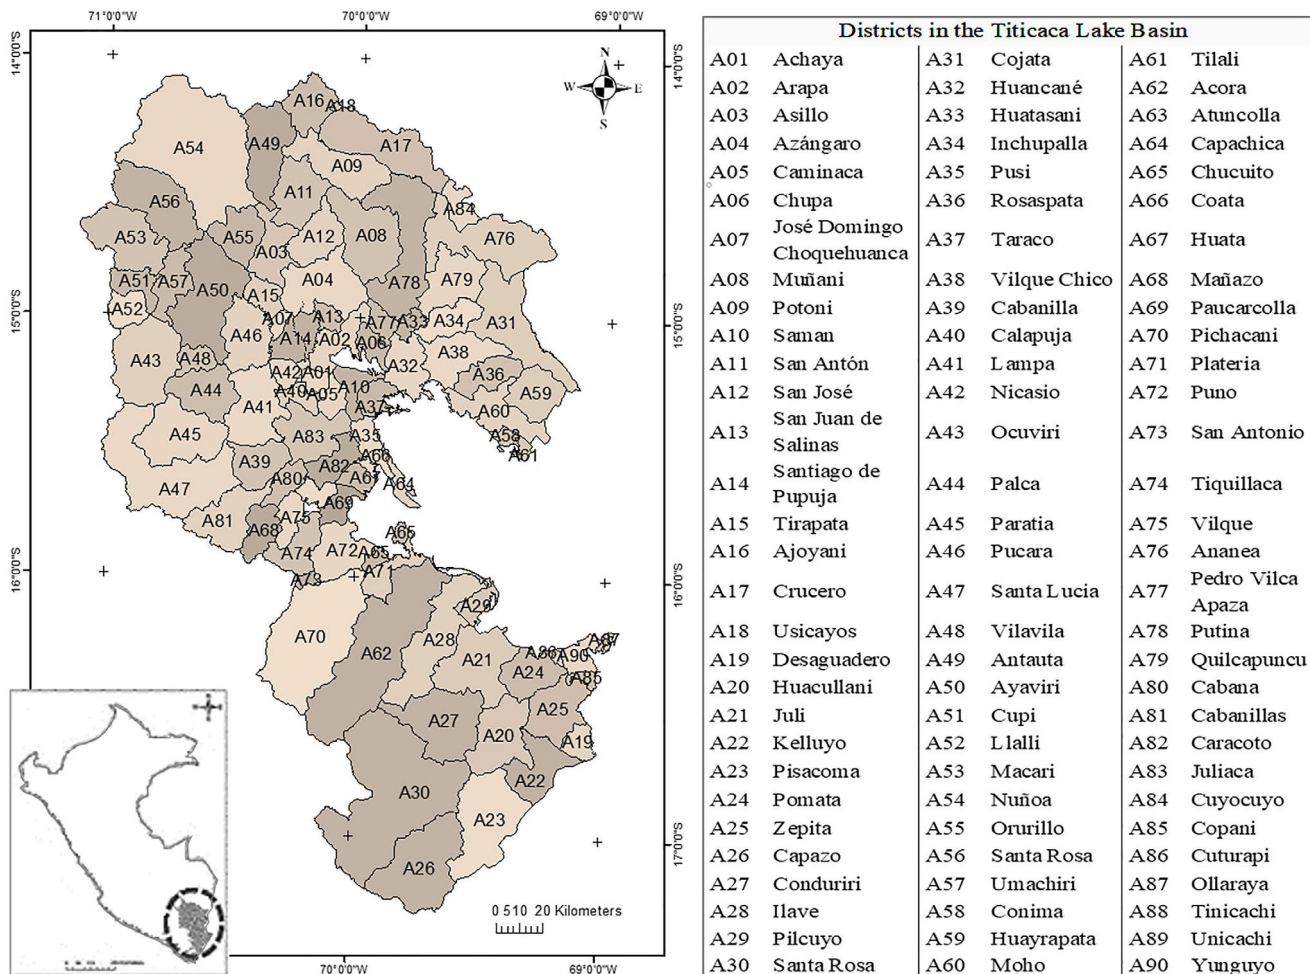 71°0'0"W
70°0'0"W
69°0'0"W
14°0'0"S
14°0'0"S
15°0'0"S
15°0'0"S
16°0'0"S
16°0'0"S
17°0'0"S
70°0'0"W
69°0'0"W
N
W
E
S
A16
A18
A54
A49
A17
A09
A11
A56
A84
A53
A55
A12
A08
A76
A03
A51
A57
A50
A04
A78
A79
A52
A15
A07
A13
A77
A33
A34
A31
A46
A14
A02
A06
A43
A48
A38
A32
A42
A01
A36
A44
A40
A05
A10
A59
A41
A37
A60
A45
A83
A35
A58
A61
A39
A82
A66
A47
A80
A67
A64
A69
A81
A68
A75
A65
A74
A72
A65
A73
A71
A29
A70
A28
A87
A62
A21
A86
A90
A24
A85
A27
A25
A20
A19
A30
A22
A23
A26
0 5 10 20 Kilometers
Districts in the Titicaca Lake Basin
A01 Achaya A31 Cojata A61 Tilali
A02 Arapa A32 Huancané A62 Acora
A03 Asillo A33 Huatasani A63 Atuncolla
A04 Azángaro A34 Inchupalla A64 Capachica
A05 Caminaca A35 Pusi A65 Chucuito
A06 Chupa A36 Rosaspata A66 Coata
A07 José Domingo
Choquehuanca A37 Taraco A67 Huata
A08 Muñani A38 Vilque Chico A68 Mañazo
A09 Potoni A39 Cabanilla A69 Paucarcolla
A10 Saman A40 Calapuja A70 Pichacani
A11 San Antón A41 Lampa A71 Plateria
A12 San José A42 Nicasio A72 Puno
A13 San Juan de
Salinas A43 Ocuviri A73 San Antonio
A14 Santiago de
Pupuja A44 Palca A74 Tiquillaca
A15 Tirapata A45 Paratia A75 Vilque
A16 Ajoyani A46 Pucara A76 Ananea
A17 Crucero A47 Santa Lucia A77 Pedro Vilca
Apaza
A18 Usicayos A48 Vilavila A78 Putina
A19 Desaguadero A49 Antauta A79 Quilcapuncu
A20 Huacullani A50 Ayaviri A80 Cabana
A21 Juli A51 Cupi A81 Cabanillas
A22 Kelluyo A52 Llalli A82 Caracoto
A23 Pisacoma A53 Macari A83 Juliaca
A24 Pomata A54 Nuñoa A84 Cuyocuyo
A25 Zepita A55 Orurillo A85 Copani
A26 Capazo A56 Santa Rosa A86 Cuturapi
A27 Conduriri A57 Umachiri A87 Ollaraya
A28 Ilave A58 Conima A88 Tinicachi
A29 Pilcuyo A59 Huayrapata A89 Unicachi
A30 Santa Rosa A60 Moho A90 Yunguyo